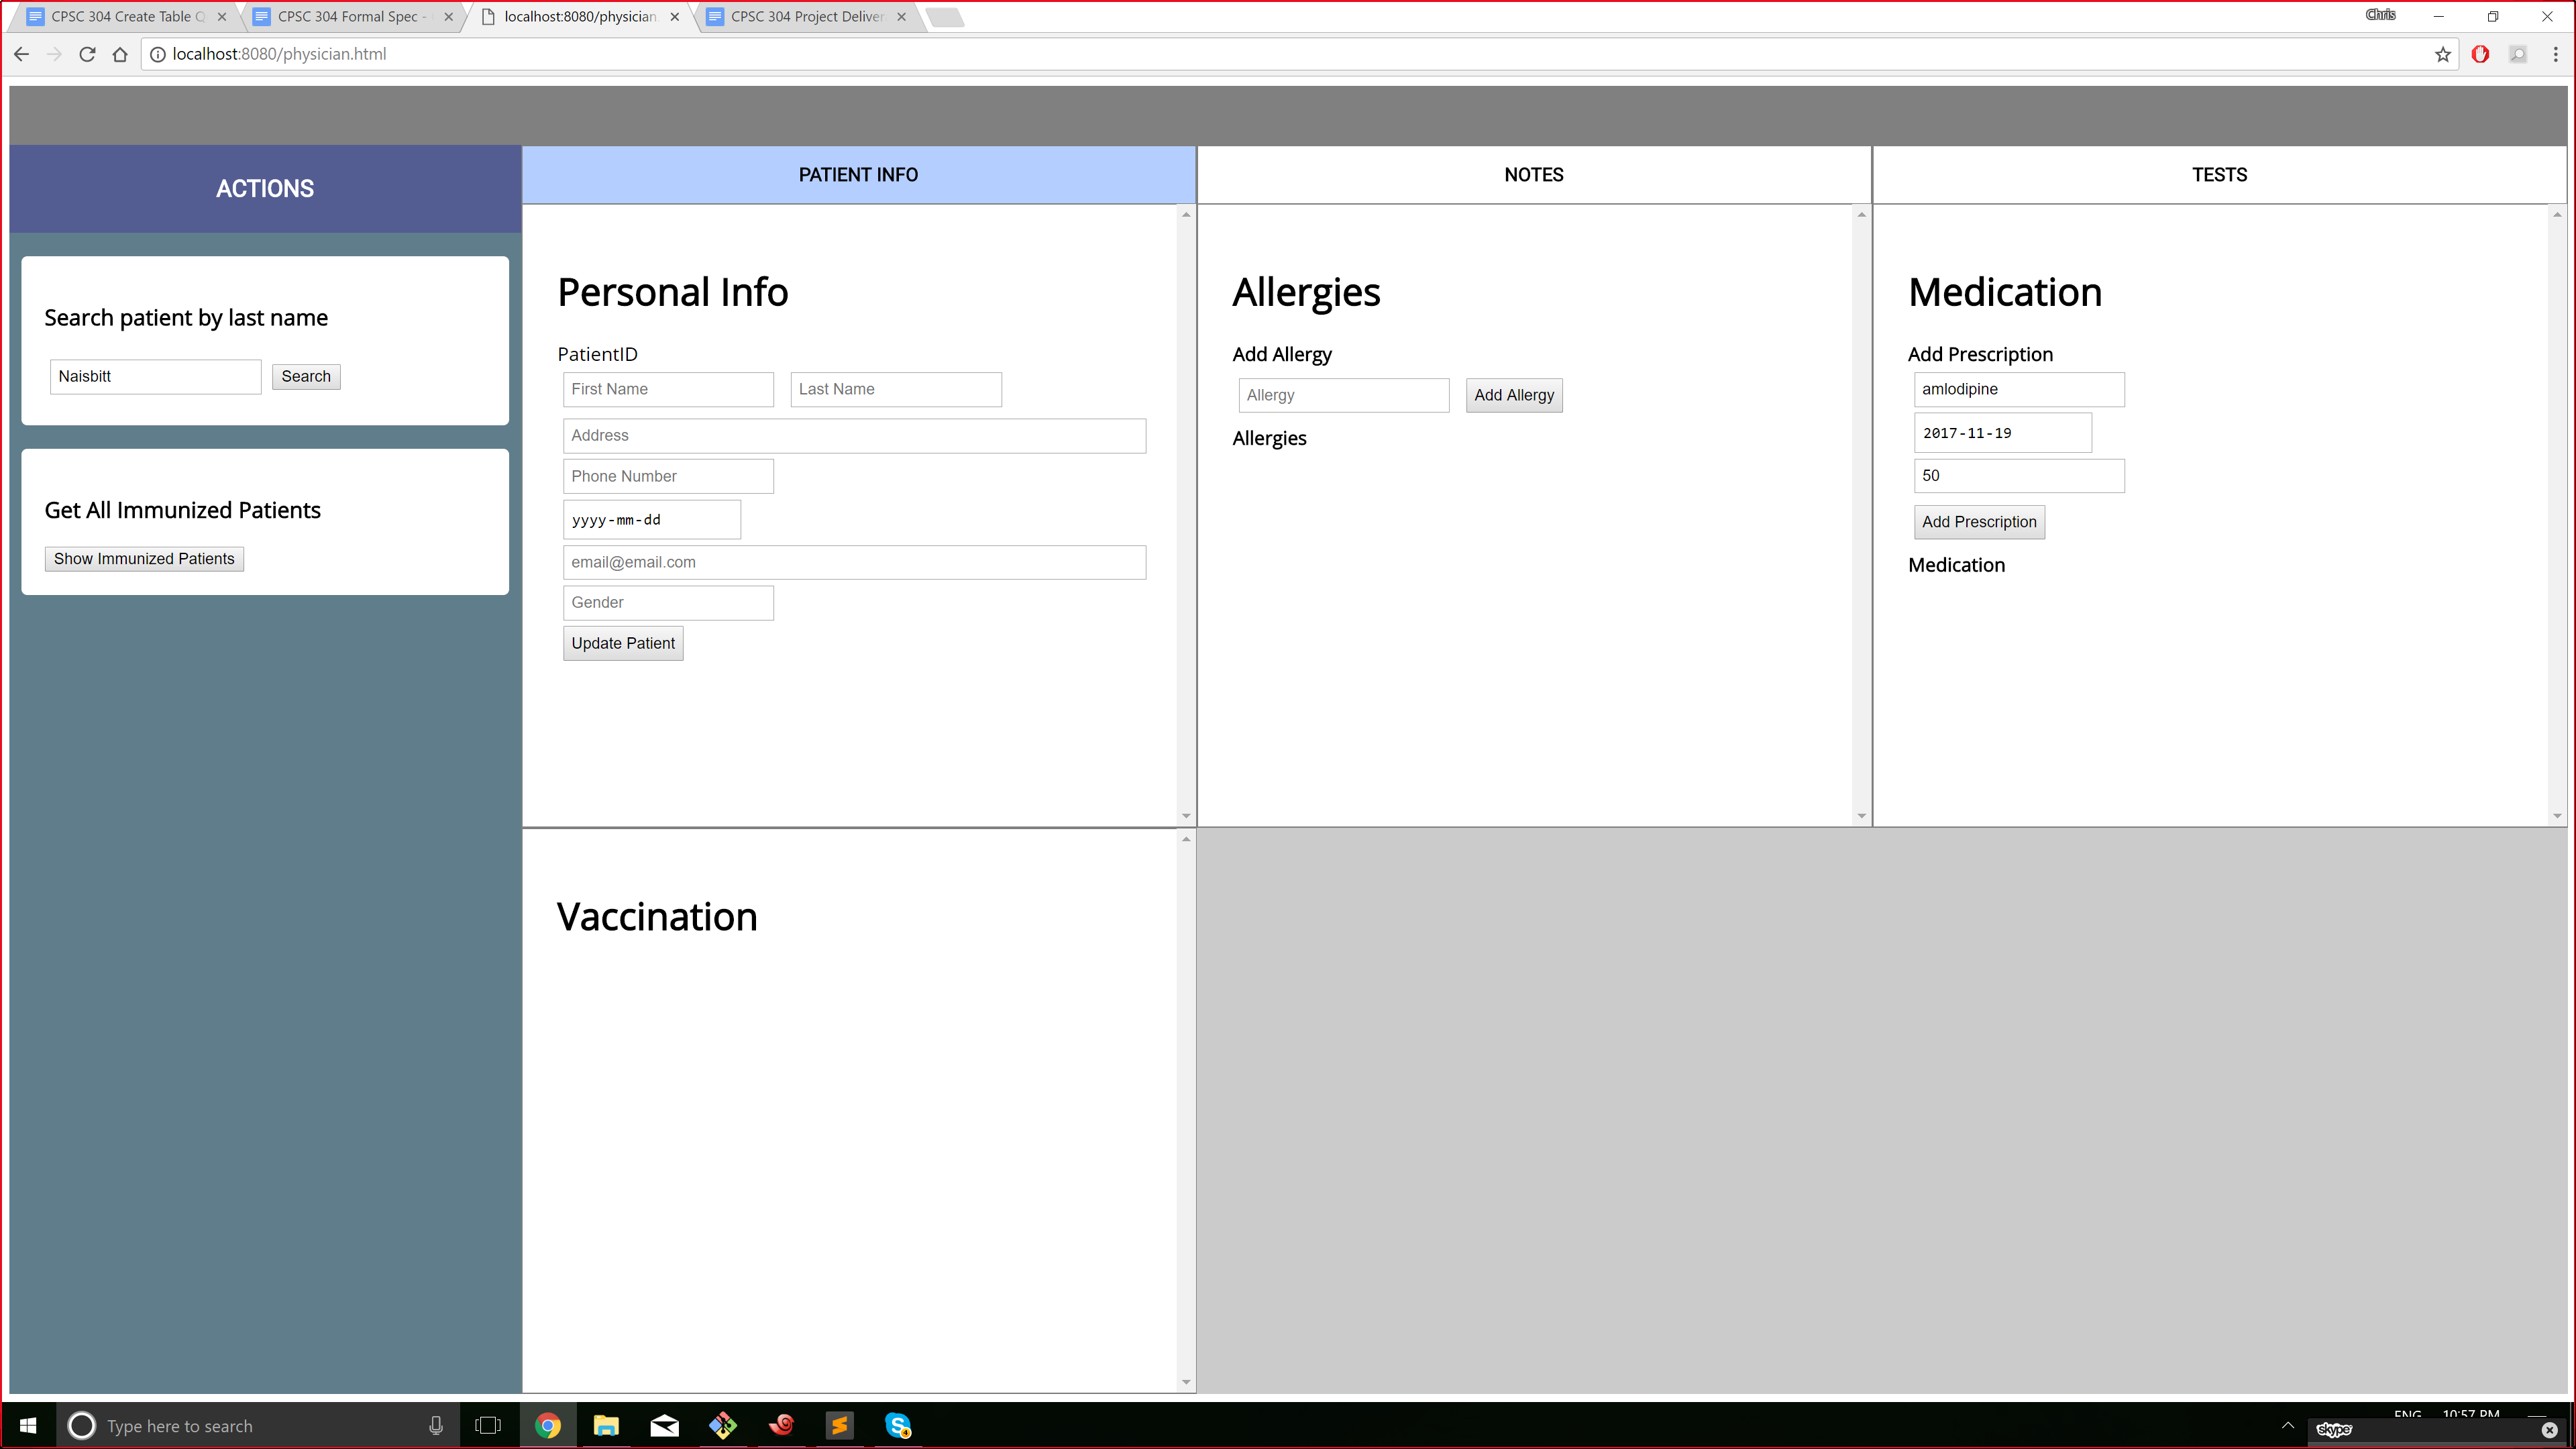 CPSC 304 Create Table Q
CPSC 304 Formal Spec -
localhost:8080/physician
CPSC 304 Project Deliver
Chris
localhost:8080/physician.html
ACTIONS
PATIENT INFO
NOTES
TESTS
Search patient by last name
Naisbitt
Search
Get All Immunized Patients
Show Immunized Patients
Personal Info
PatientID
First Name
Last Name
Address
Phone Number
yyyy-mm-dd
email@email.com
Gender
Update Patient
Vaccination
Allergies
Add Allergy
Allergy
Add Allergy
Allergies
Medication
Add Prescription
amlodipine
2017-11-19
50
Add Prescription
Medication
Type here to search
S
4
ENG
10:57 PM
skype